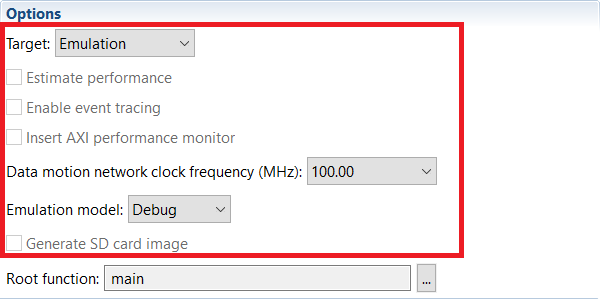 Options
Target: Emulation
Estimate performance
Enable event tracing
Insert AXI performance monitor
Data motion network clock frequency (MHz): 100.00
Emulation model: Debug
Generate SD card image
Root function: main ...